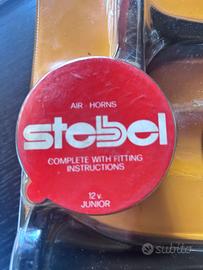 AIR - HORNS
stebel
COMPLETE WITH FITTING
INSTRUCTIONS
12 v.
JUNIOR
subito